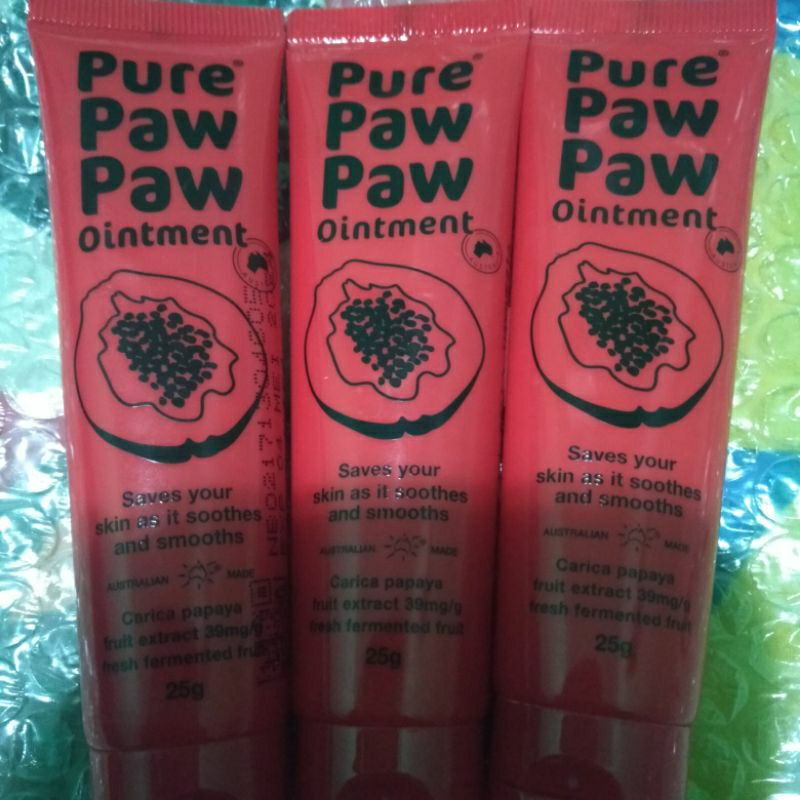 Pure®
Paw
Paw
Ointment
Saves your
skin as it soothes
and smooths
AUSTRALIAN MADE
Carica papaya
fruit extract 39mg/g
fresh fermented fruit
25g
Pure®
Paw
Paw
Ointment
Saves your
skin as it soothes
and smooths
AUSTRALIAN MADE
Carica papaya
fruit extract 39mg/g
fresh fermented fruit
25g
Pure®
Paw
Paw
Ointment
Saves your
skin as it soothes
and smooths
AUSTRALIAN MADE
Carica papaya
fruit extract 39mg/g
fresh fermented fruit
25g